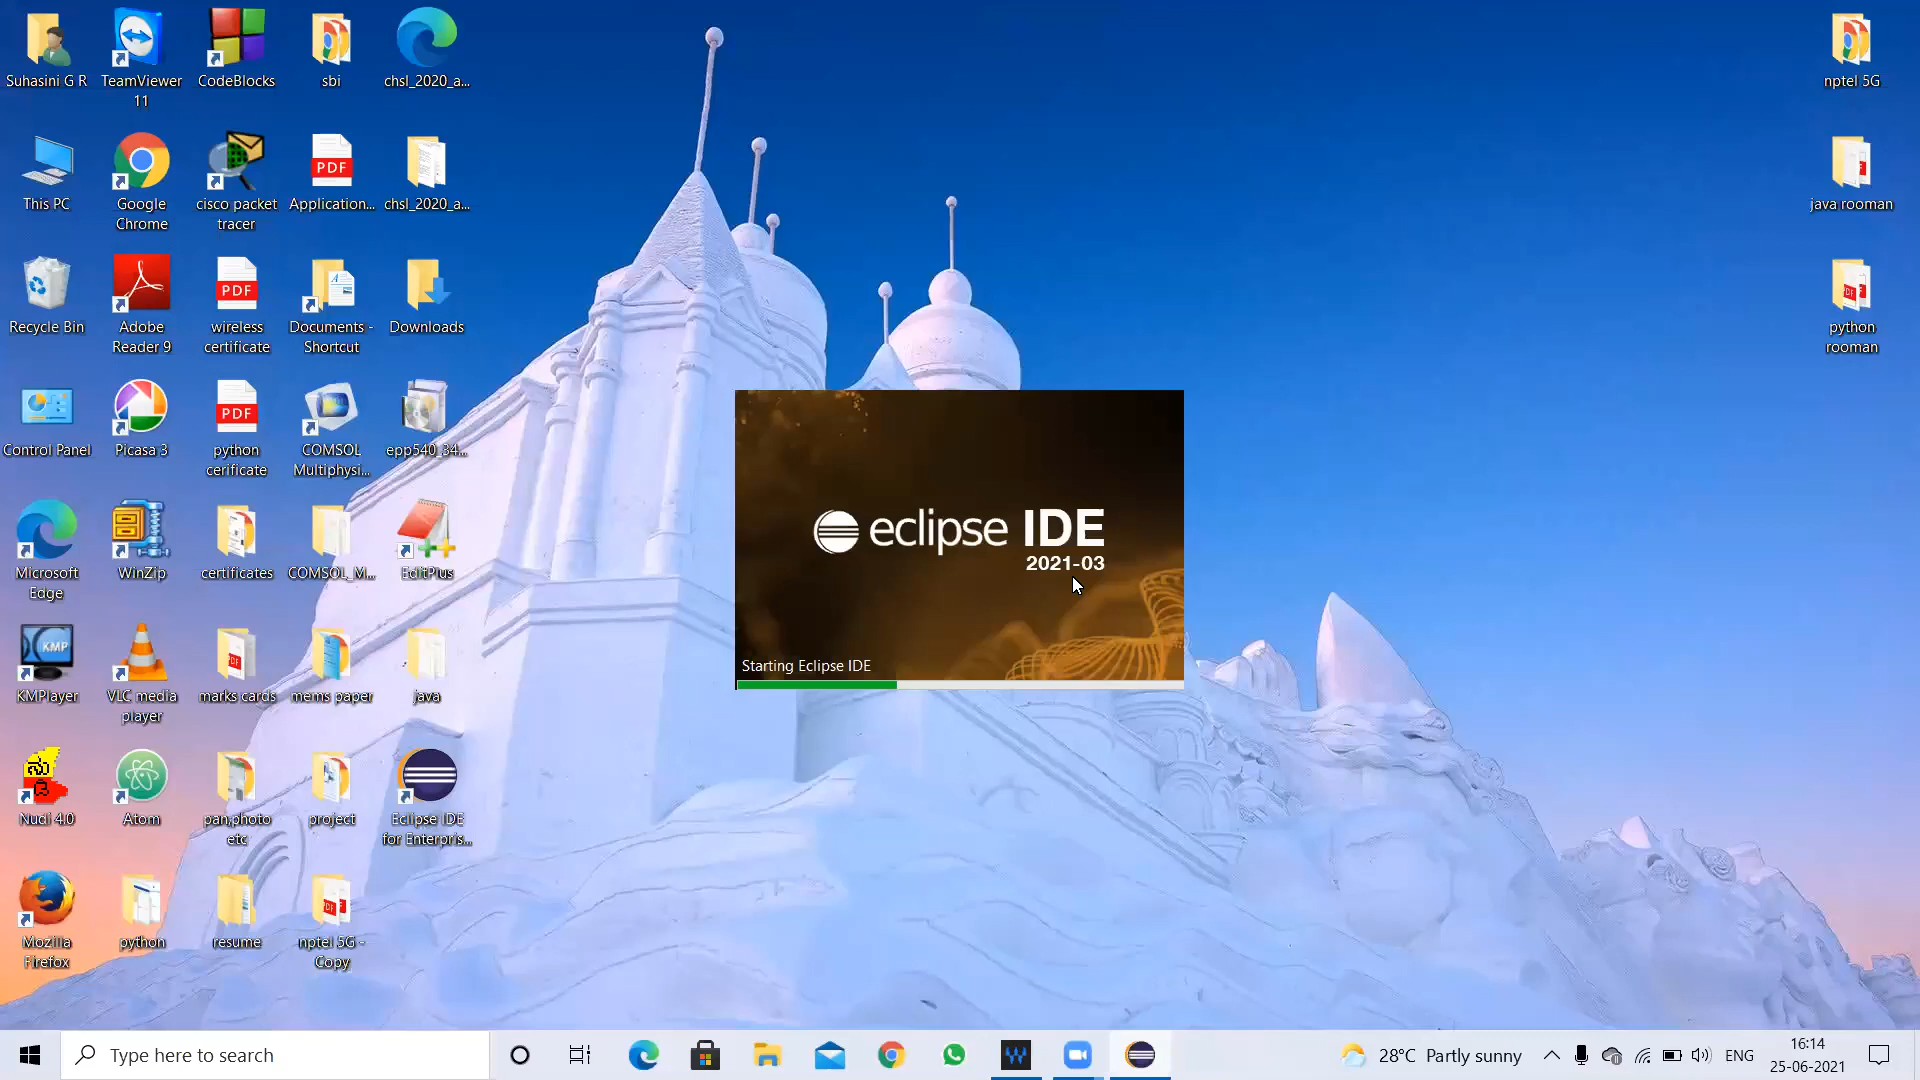 Suhasini G R
TeamViewer
11
CodeBlocks
sbi
chsl_2020_a...
nptel 5G
This PC
Google
Chrome
cisco packet
tracer
PDF
Application...
chsl_2020_a...
java rooman
Recycle Bin
Adobe
Reader 9
PDF
wireless
certificate
Documents -
Shortcut
Downloads
python
rooman
Control Panel
Picasa 3
PDF
python
cerificate
COMSOL
Multiphysi...
epp540_34...
Microsoft
Edge
WinZip
certificates
COMSOL_M...
EditPlus
KMP
KMPlayer
VLC media
player
marks cards
mems paper
java
Nudi 4.0
Atom
pan,photo
etc
project
Eclipse IDE
for Enterpris...
Mozilla
Firefox
python
resume
nptel 5G -
Copy
eclipse IDE
2021-03
Starting Eclipse IDE
Type here to search
28°C Partly sunny
ENG
16:14
25-06-2021